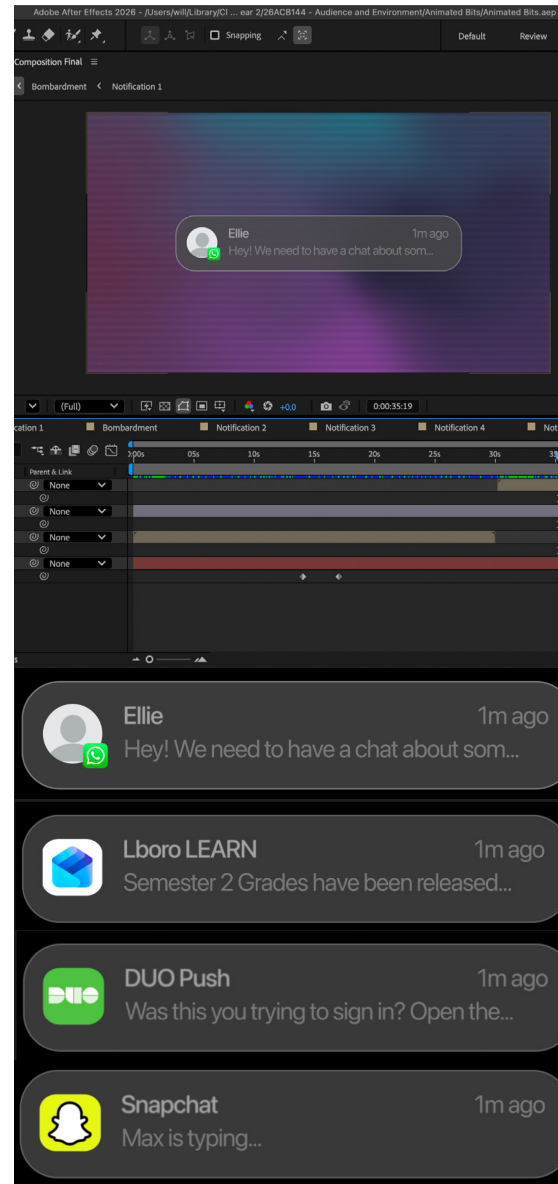 Adobe After Effects 2026 - /Users/will/Library/Cl ... ear 2/26ACB144 - Audience and Environment/Animated Bits/Animated Bits.aep
Snapping
Default
Review
Composition Final
Bombardment
Notification 1
Ellie
1m ago
Hey! We need to have a chat about som...
(Full)
+0.0
0:00:35:19
cation 1
Bombardment
Notification 2
Notification 3
Notification 4
Not
Parent & Link
):00s
05s
10s
15s
20s
25s
30s
35
None
None
None
None
s
Ellie
1m ago
Hey! We need to have a chat about som...
Lboro LEARN
1m ago
Semester 2 Grades have been released...
DUO
DUO Push
1m ago
Was this you trying to sign in? Open the...
Snapchat
1m ago
Max is typing...